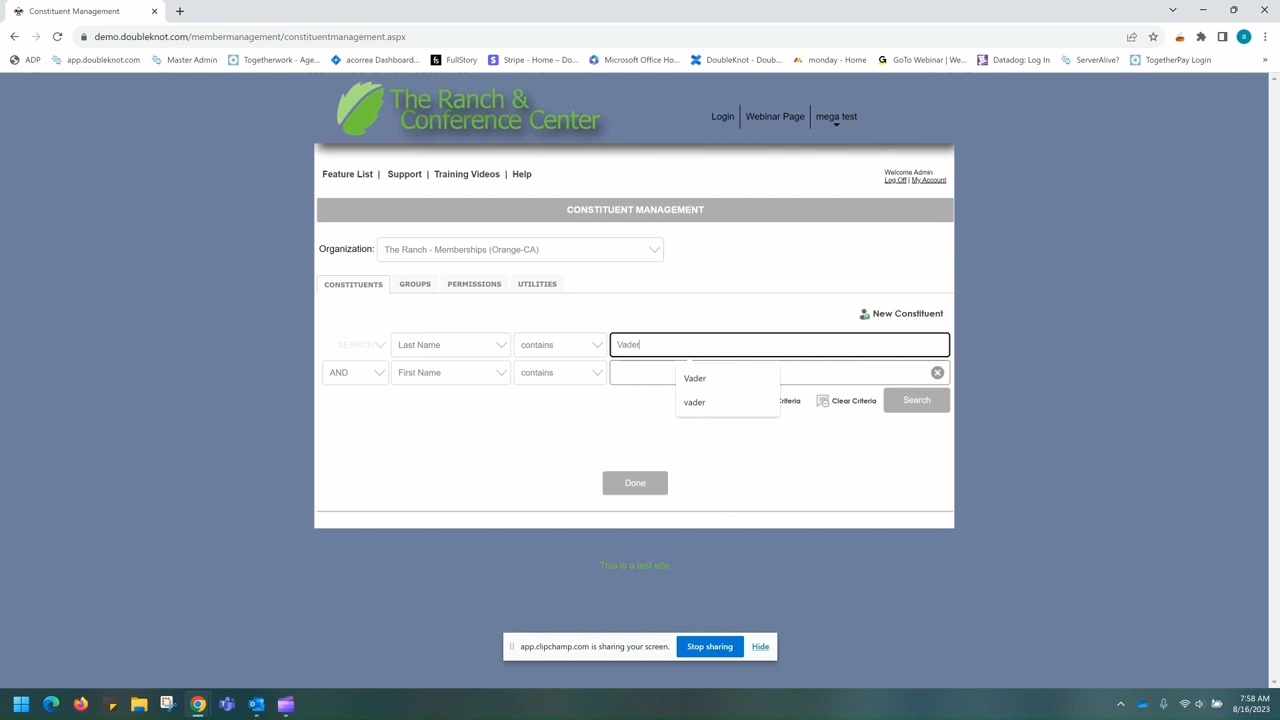 Constituent Management
demo.doubleknot.com/membermanagement/constituentmanagement.aspx
a
ADP
app.doubleknot.com
Master Admin
Togetherwork - Age...
acorrea Dashboard...
fs FullStory
S Stripe - Home – Do...
Microsoft Office Ho...
DoubleKnot - Doub...
monday - Home
G GoTo Webinar | We...
Datadog: Log In
ServerAlive?
TogetherPay Login
»
The Ranch &
Conference Center
Login
Webinar Page
mega test
Feature List | Support | Training Videos | Help
Welcome Admin
Log Off | My Account
CONSTITUENT MANAGEMENT
Organization: The Ranch - Memberships (Orange-CA)
CONSTITUENTS GROUPS PERMISSIONS UTILITIES
New Constituent
SEARCH Last Name contains Vader
AND First Name contains
Vader
vader
Clear Criteria Search
Done
This is a test site
app.clipchamp.com is sharing your screen. Stop sharing Hide
7:58 AM
8/16/2023